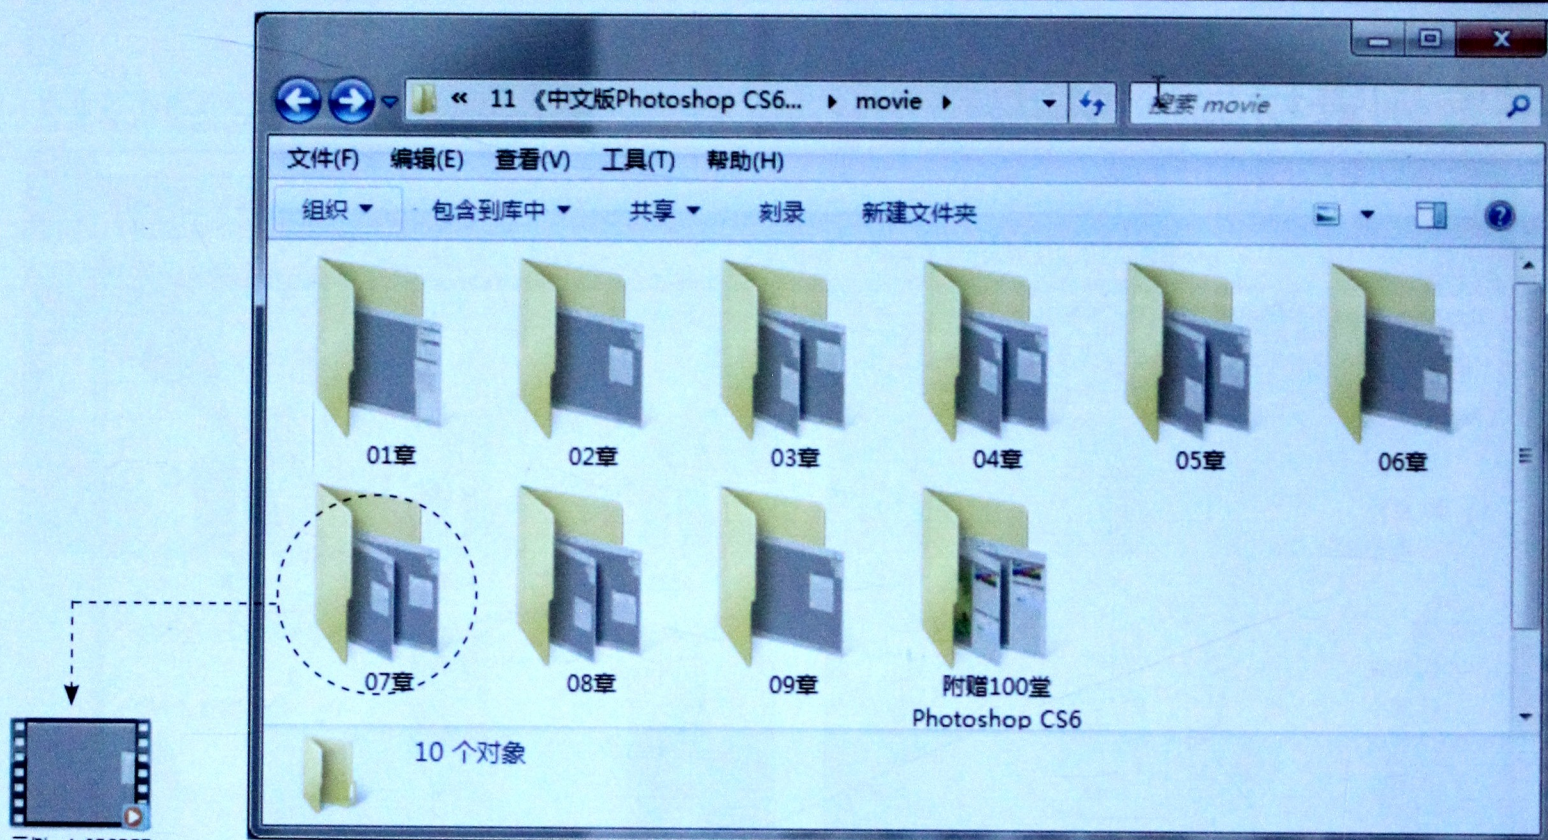 « 11 《中文版Photoshop CS6... ▸ movie ▸
搜索 movie
文件(F) 编辑(E) 查看(V) 工具(T) 帮助(H)
组织 包含到库中 共享 刻录 新建文件夹
01章 02章 03章 04章 05章 06章
07章 08章 09章 附赠100堂
Photoshop CS6
10 个对象